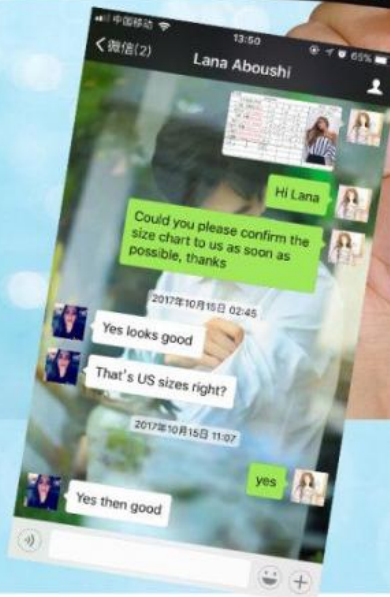 中国移动
13:50
65%
微信(2)
Lana Aboushi
Hi Lana
Could you please confirm the
size chart to us as soon as
possible, thanks
2017年10月15日 02:45
Yes looks good
That's US sizes right?
2017年10月15日 11:07
yes
Yes then good